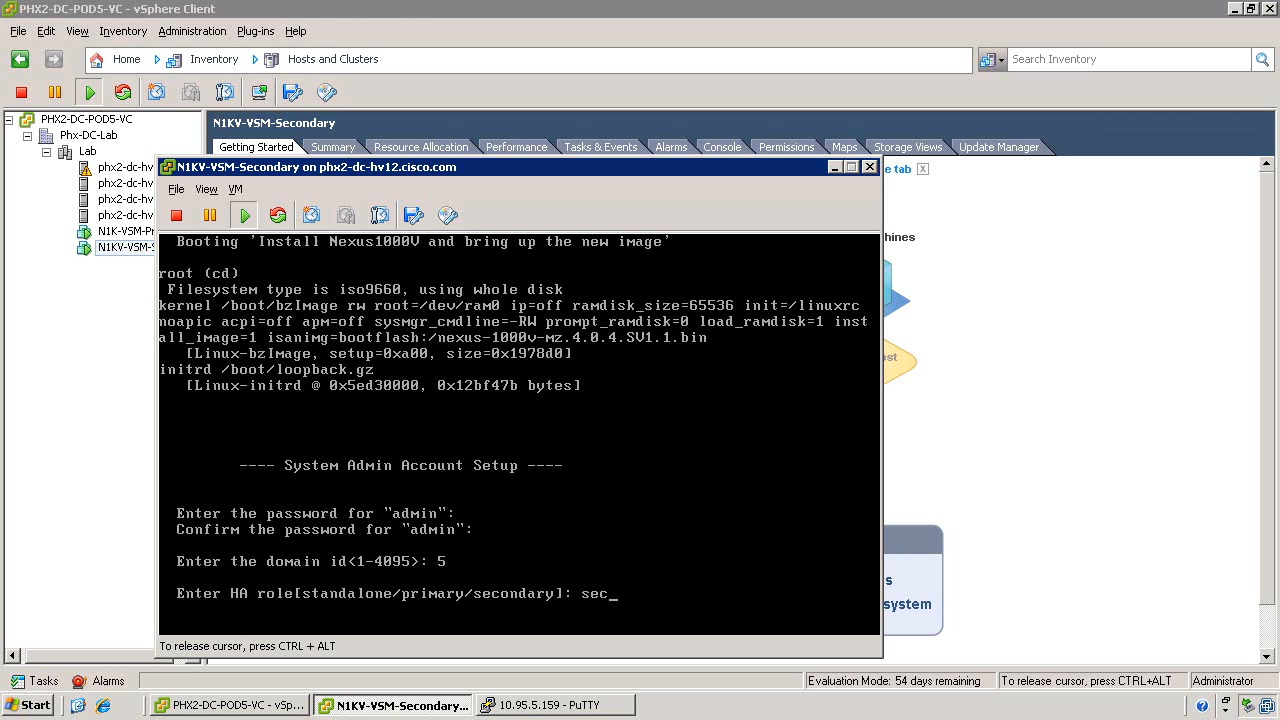 PHX2-DC-POD5-VC - vSphere Client
File Edit View Inventory Administration Plug-ins Help
Home Inventory Hosts and Clusters Search Inventory
PHX2-DC-POD5-VC
Phx-DC-Lab
Lab
phx2-dc-hv
phx2-dc-hv
phx2-dc-hv
phx2-dc-hv
N1KV-VSM-Pr
N1KV-VSM-S
N1KV-VSM-Secondary
Getting Started Summary Resource Allocation Performance Tasks & Events Alarms Console Permissions Maps Storage Views Update Manager
e tab X
hines
ost
s
system
N1KV-VSM-Secondary on phx2-dc-hv12.cisco.com
File View VM
Booting 'Install Nexus1000V and bring up the new image'
root (cd)
Filesystem type is iso9660, using whole disk
kernel /boot/bzImage rw root=/dev/ram0 ip=off ramdisk_size=65536 init=/linuxrc
noapic acpi=off apm=off sysmgr_cmdline=-RW prompt_ramdisk=0 load_ramdisk=1 inst
all_image=1 isanimg=bootflash:/nexus-1000v-mz.4.0.4.SV1.1.bin
[Linux-bzImage, setup=0xa00, size=0x1978d0]
initrd /boot/loopback.gz
[Linux-initrd @ 0x5ed30000, 0x12bf47b bytes]
---- System Admin Account Setup ----
Enter the password for "admin":
Confirm the password for "admin":
Enter the domain id<1-4095>: 5
Enter HA role[standalone/primary/secondary]: sec_
To release cursor, press CTRL + ALT
Tasks Alarms Evaluation Mode: 54 days remaining To release cursor, press CTRL+ALT Administrator
Start PHX2-DC-POD5-VC - vSp... N1KV-VSM-Secondary... 10.95.5.159 - PuTTY